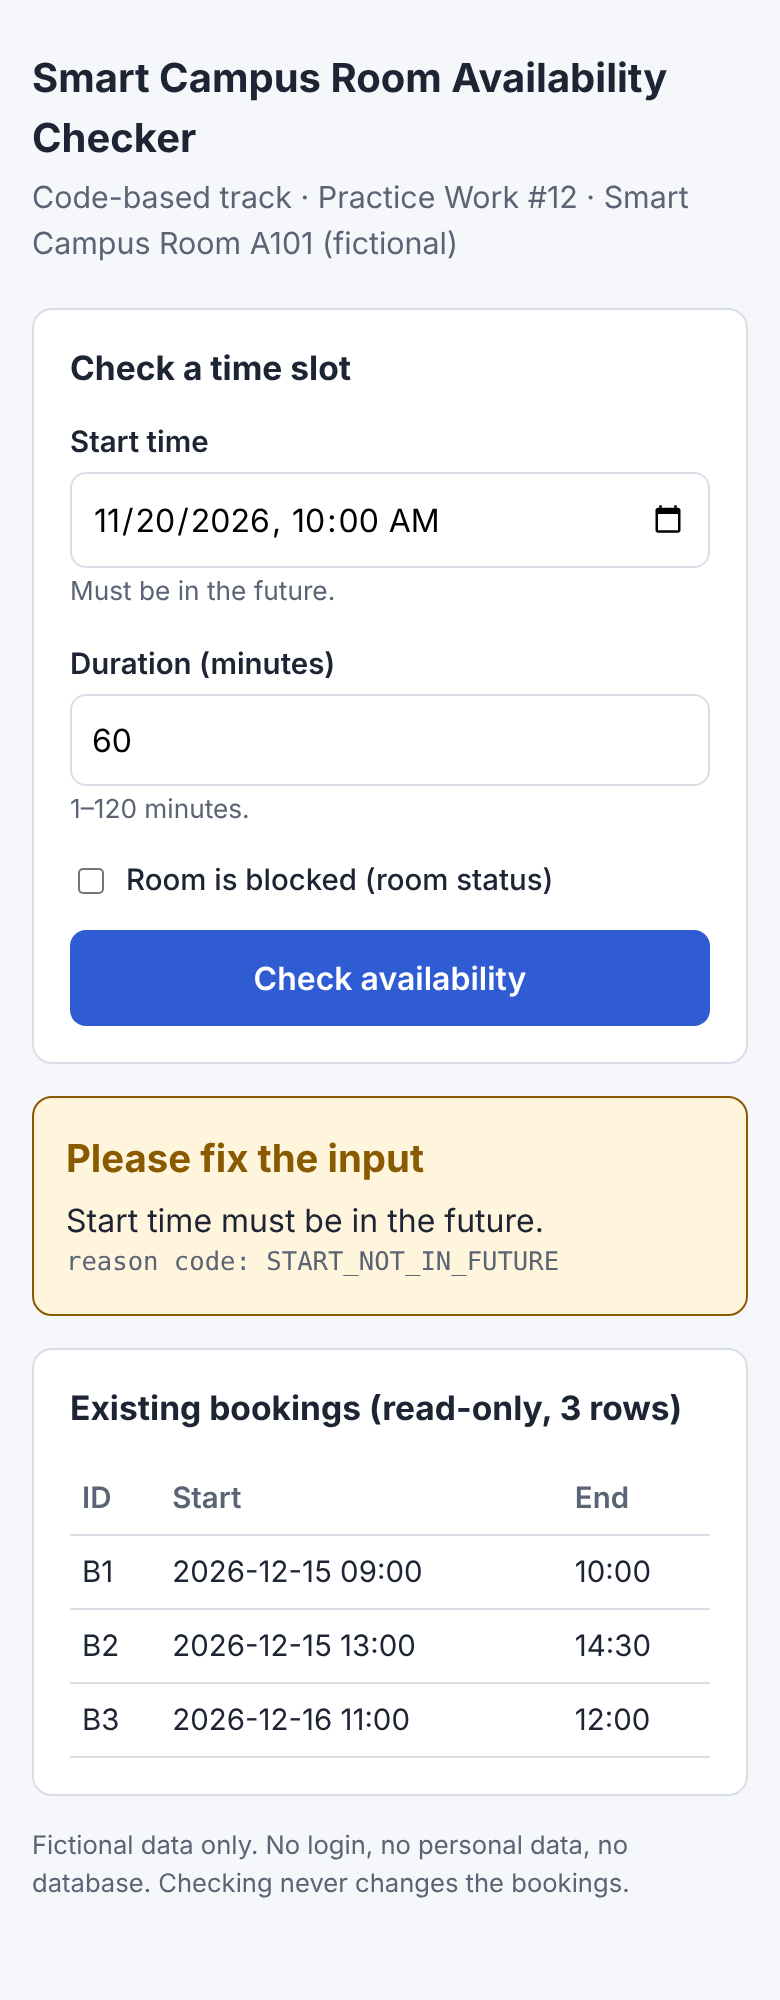 Smart Campus Room Availability
Checker
Code-based track · Practice Work #12 · Smart
Campus Room A101 (fictional)
Check a time slot
Start time
11/20/2026, 10:00 AM
Must be in the future.
Duration (minutes)
60
1–120 minutes.
Room is blocked (room status)
Check availability
Please fix the input
Start time must be in the future.
reason code: START_NOT_IN_FUTURE
Existing bookings (read-only, 3 rows)
ID Start End
B1 2026-12-15 09:00 10:00
B2 2026-12-15 13:00 14:30
B3 2026-12-16 11:00 12:00
Fictional data only. No login, no personal data, no
database. Checking never changes the bookings.